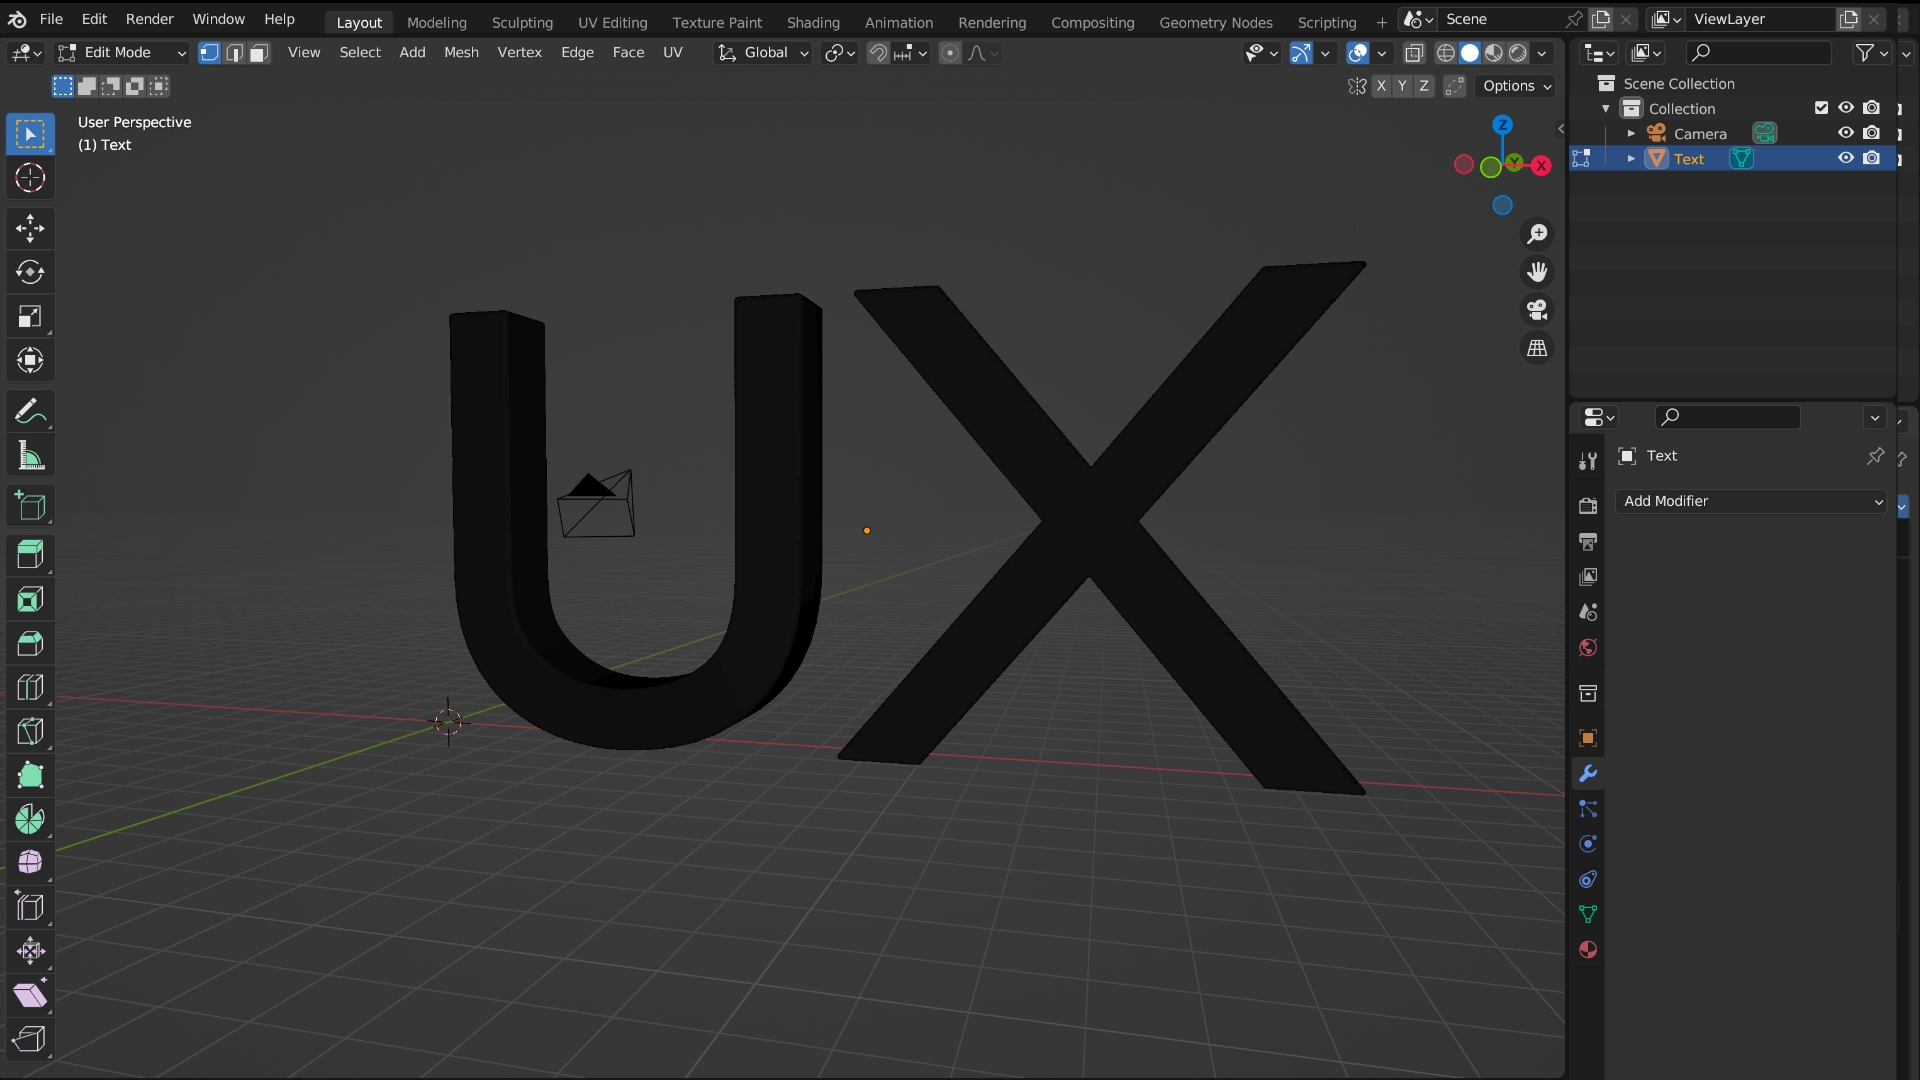 File Edit Render Window Help Layout Modeling Sculpting UV Editing Texture Paint Shading Animation Rendering Compositing Geometry Nodes Scripting + Scene ViewLayer
Edit Mode View Select Add Mesh Vertex Edge Face UV Global
X Y Z Options
User Perspective
(1) Text
Z
Y
X
UX
Scene Collection
Collection
Camera
Text
Text
Add Modifier